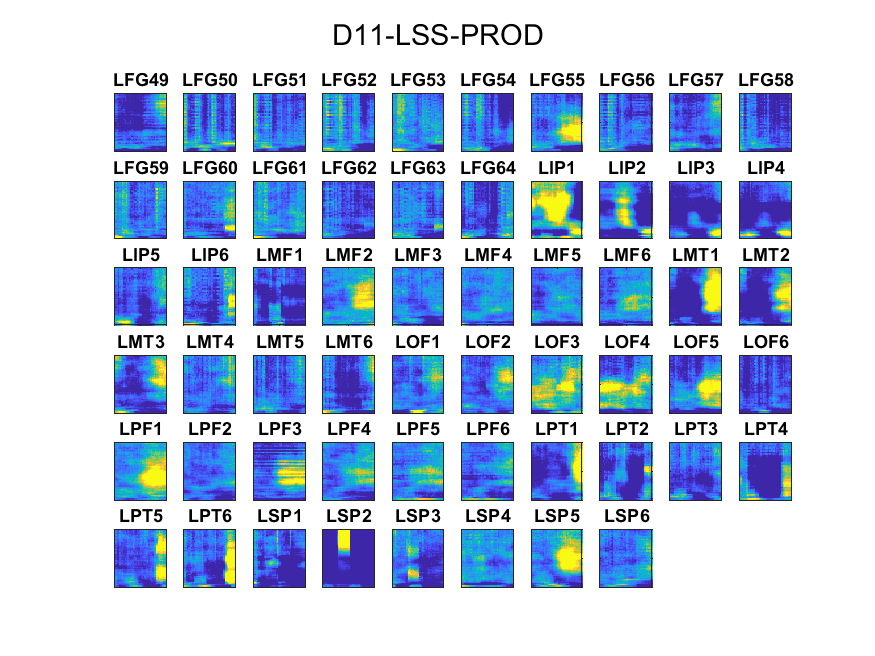 D11-LSS-PROD
LFG49 LFG50 LFG51 LFG52 LFG53 LFG54 LFG55 LFG56 LFG57 LFG58
LFG59 LFG60 LFG61 LFG62 LFG63 LFG64 LIP1 LIP2 LIP3 LIP4
LIP5 LIP6 LMF1 LMF2 LMF3 LMF4 LMF5 LMF6 LMT1 LMT2
LMT3 LMT4 LMT5 LMT6 LOF1 LOF2 LOF3 LOF4 LOF5 LOF6
LPF1 LPF2 LPF3 LPF4 LPF5 LPF6 LPT1 LPT2 LPT3 LPT4
LPT5 LPT6 LSP1 LSP2 LSP3 LSP4 LSP5 LSP6